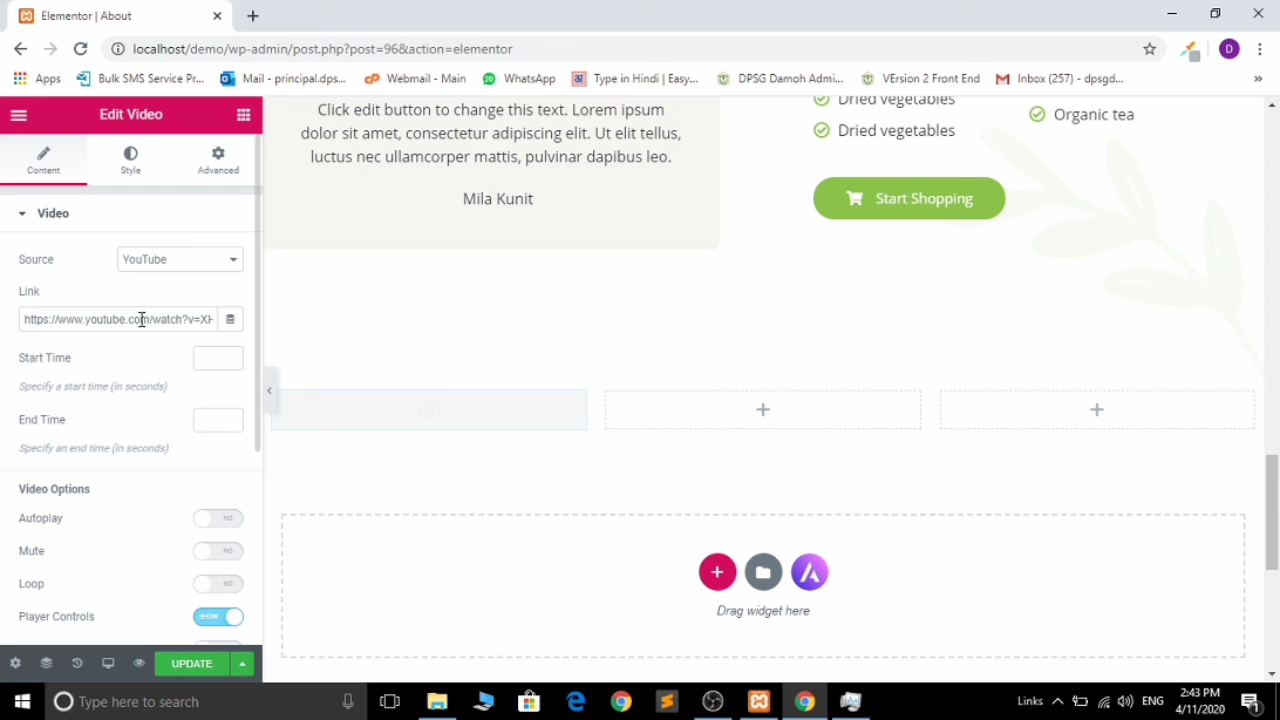 Elementor | About
localhost/demo/wp-admin/post.php?post=96&action=elementor
D
Apps
Bulk SMS Service Pr...
Mail - principal.dps...
Webmail - Main
WhatsApp
Type in Hindi | Easy...
DPSG Damoh Admi...
VErsion 2 Front End
Inbox (257) - dpsgd...
Edit Video
Content
Style
Advanced
Video
Source
YouTube
Link
https://www.youtube.com/watch?v=XH
Start Time
Specify a start time (in seconds)
End Time
Specify an end time (in seconds)
Video Options
Autoplay
NO
Mute
NO
Loop
NO
Player Controls
SHOW
UPDATE
Click edit button to change this text. Lorem ipsum
dolor sit amet, consectetur adipiscing elit. Ut elit tellus,
luctus nec ullamcorper mattis, pulvinar dapibus leo.
Mila Kunit
Dried vegetables
Dried vegetables
Organic tea
Start Shopping
Drag widget here
Type here to search
Links
ENG
2:43 PM
4/11/2020
1